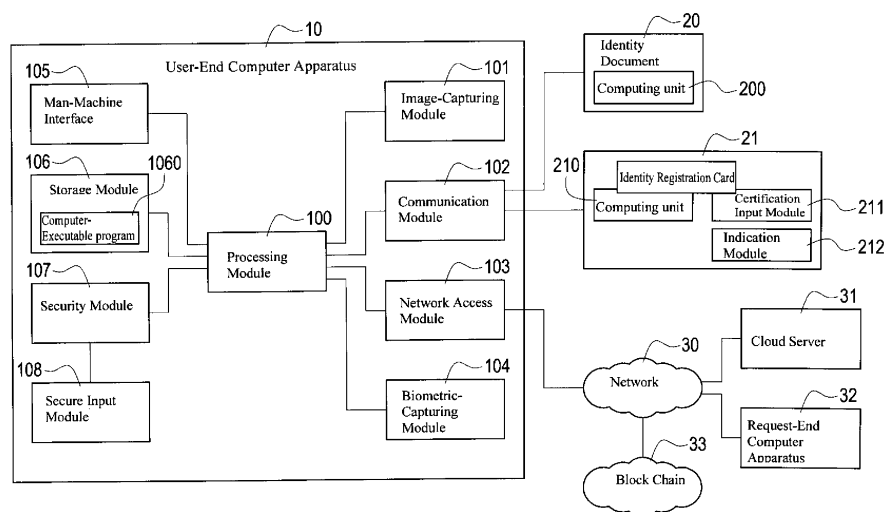 10
User-End Computer Apparatus
105
Man-Machine
Interface
106
1060
Storage Module
Computer-
Executable program
107
Security Module
108
Secure Input
Module
100
Processing
Module
101
Image-Capturing
Module
102
Communication
Module
103
Network Access
Module
104
Biometric-
Capturing Module
20
Identity
Document
Computing unit
200
21
210
Identity Registration Card
Computing unit
Certification
Input Module
211
Indication
Module
212
30
Network
31
Cloud Server
32
Request-End
Computer
Apparatus
33
Block Chain